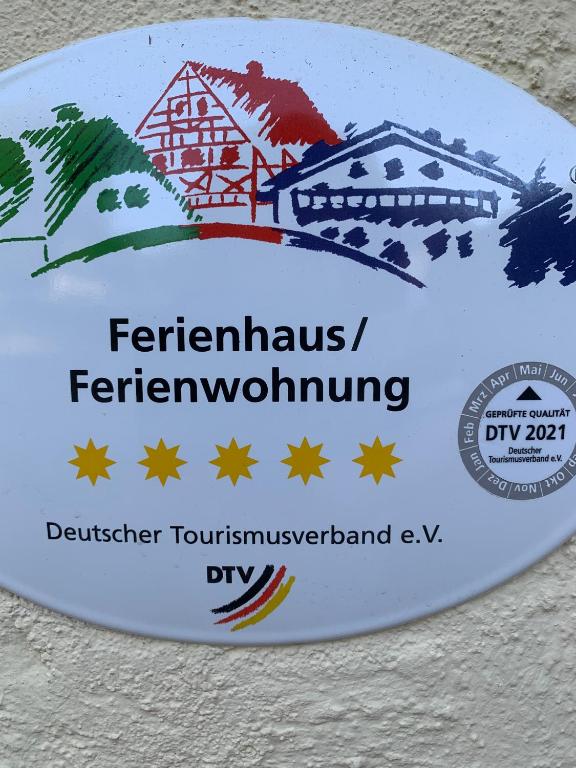 Ferienhaus/
Ferienwohnung
Deutscher Tourismusverband e.V.
DTV
Jan Feb Mrz Apr Mai Jun
Okt Nov Dez
GEPRÜFTE QUALITÄT
DTV 2021
Deutscher
Tourismusverband e.V.
®